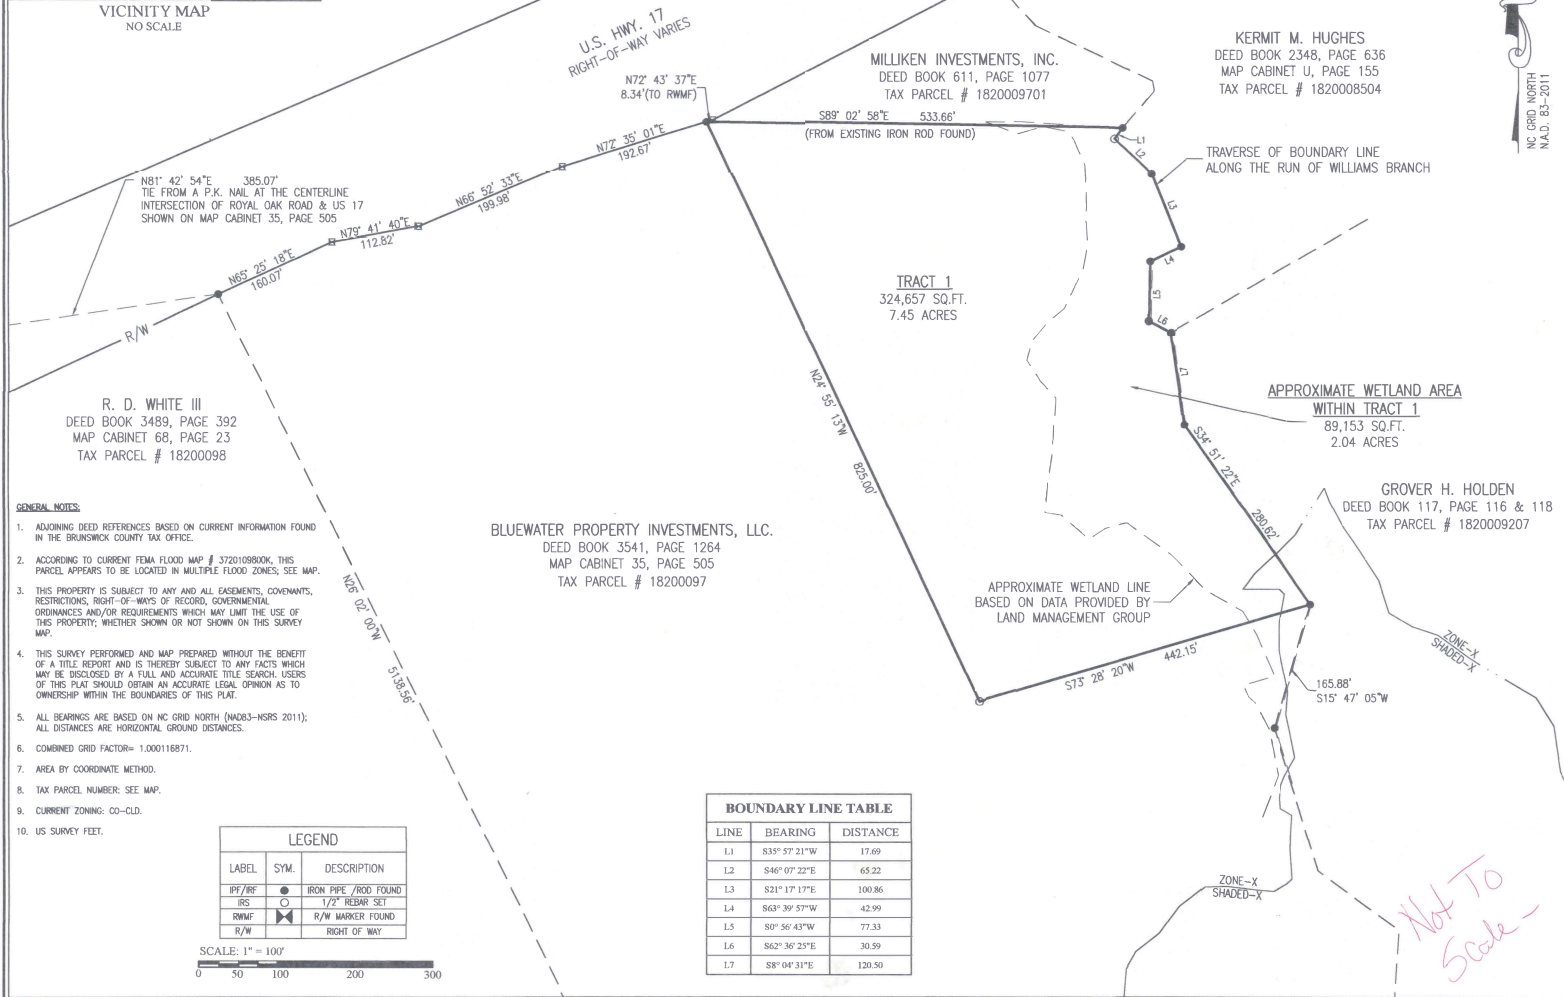 VICINITY MAP
NO SCALE
U.S. HWY. 17
RIGHT-OF-WAY VARIES
N72° 43' 37"E
8.34'(TO RWMF)
MILLIKEN INVESTMENTS, INC.
DEED BOOK 611, PAGE 1077
TAX PARCEL # 1820009701
KERMIT M. HUGHES
DEED BOOK 2348, PAGE 636
MAP CABINET U, PAGE 155
TAX PARCEL # 1820008504
NC GRID NORTH
N.A.D. 83-2011
S89° 02' 58"E 533.66'
(FROM EXISTING IRON ROD FOUND)
L1
L2
TRAVERSE OF BOUNDARY LINE
ALONG THE RUN OF WILLIAMS BRANCH
L3
L4
L5
L6
L7
N81° 42' 54"E 385.07'
TIE FROM A P.K. NAIL AT THE CENTERLINE
INTERSECTION OF ROYAL OAK ROAD & US 17
SHOWN ON MAP CABINET 35, PAGE 505
N72° 35' 01"E
192.67'
N66° 52' 33"E
199.98'
N79° 41' 40"E
112.82'
N65° 25' 18"E
160.07'
R/W
TRACT 1
324,657 SQ.FT.
7.45 ACRES
N24° 55' 13"W
825.00'
APPROXIMATE WETLAND AREA
WITHIN TRACT 1
89,153 SQ.FT.
2.04 ACRES
S34° 51' 22"E
280.62'
R. D. WHITE III
DEED BOOK 3489, PAGE 392
MAP CABINET 68, PAGE 23
TAX PARCEL # 18200098
GROVER H. HOLDEN
DEED BOOK 117, PAGE 116 & 118
TAX PARCEL # 1820009207
BLUEWATER PROPERTY INVESTMENTS, LLC.
DEED BOOK 3541, PAGE 1264
MAP CABINET 35, PAGE 505
TAX PARCEL # 18200097
APPROXIMATE WETLAND LINE
BASED ON DATA PROVIDED BY
LAND MANAGEMENT GROUP
N26° 02' 00"W
5138.56'
S73° 28' 20"W 442.15'
165.88'
S15° 47' 05"W
ZONE-X
SHADED-X
GENERAL NOTES:
1. ADJOINING DEED REFERENCES BASED ON CURRENT INFORMATION FOUND
IN THE BRUNSWICK COUNTY TAX OFFICE.
2. ACCORDING TO CURRENT FEMA FLOOD MAP # 3720109800K, THIS
PARCEL APPEARS TO BE LOCATED IN MULTIPLE FLOOD ZONES; SEE MAP.
3. THIS PROPERTY IS SUBJECT TO ANY AND ALL EASEMENTS, COVENANTS,
RESTRICTIONS, RIGHT-OF-WAYS OF RECORD, GOVERNMENTAL
ORDINANCES AND/OR REQUIREMENTS WHICH MAY LIMIT THE USE OF
THIS PROPERTY; WHETHER SHOWN OR NOT SHOWN ON THIS SURVEY
MAP.
4. THIS SURVEY PERFORMED AND MAP PREPARED WITHOUT THE BENEFIT
OF A TITLE REPORT AND IS THEREBY SUBJECT TO ANY FACTS WHICH
MAY BE DISCLOSED BY A FULL AND ACCURATE TITLE SEARCH. USERS
OF THIS PLAT SHOULD OBTAIN AN ACCURATE LEGAL OPINION AS TO
OWNERSHIP WITHIN THE BOUNDARIES OF THIS PLAT.
5. ALL BEARINGS ARE BASED ON NC GRID NORTH (NAD83-NSRS 2011);
ALL DISTANCES ARE HORIZONTAL GROUND DISTANCES.
6. COMBINED GRID FACTOR= 1.000116871.
7. AREA BY COORDINATE METHOD.
8. TAX PARCEL NUMBER: SEE MAP.
9. CURRENT ZONING: CO-CLD.
10. US SURVEY FEET.
LEGEND
LABEL SYM. DESCRIPTION
IPF/IRF IRON PIPE /ROD FOUND
IRS 1/2" REBAR SET
RWMF R/W MARKER FOUND
R/W RIGHT OF WAY
SCALE: 1" = 100'
0 50 100 200 300
BOUNDARY LINE TABLE
LINE BEARING DISTANCE
L1 S35° 57' 21"W 17.69
L2 S46° 07' 22"E 65.22
L3 S21° 17' 17"E 100.86
L4 S63° 39' 57"W 42.99
L5 S0° 56' 43"W 77.33
L6 S62° 36' 25"E 30.59
L7 S8° 04' 31"E 120.50
ZONE-X
SHADED-X
Not To
Scale -